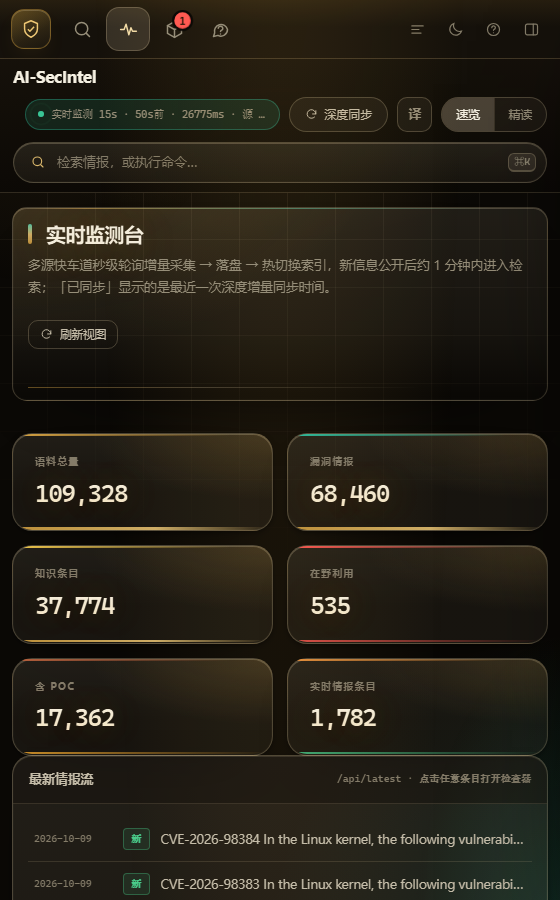 1
AI-SecIntel
实时监测 15s · 50s前 · 26775ms · 源 …
深度同步
译
速览
精读
检索情报，或执行命令...
⌘K
实时监测台
多源快车道秒级轮询增量采集 → 落盘 → 热切换索引，新信息公开后约 1 分钟内进入检
索；「已同步」显示的是最近一次深度增量同步时间。
刷新视图
语料总量
109,328
漏洞情报
68,460
知识条目
37,774
在野利用
535
含 POC
17,362
实时情报条目
1,782
最新情报流
/api/latest · 点击任意条目打开检查器
2026-10-09 新 CVE-2026-98384 In the Linux kernel, the following vulnerabi...
2026-10-09 新 CVE-2026-98383 In the Linux kernel, the following vulnerabi...